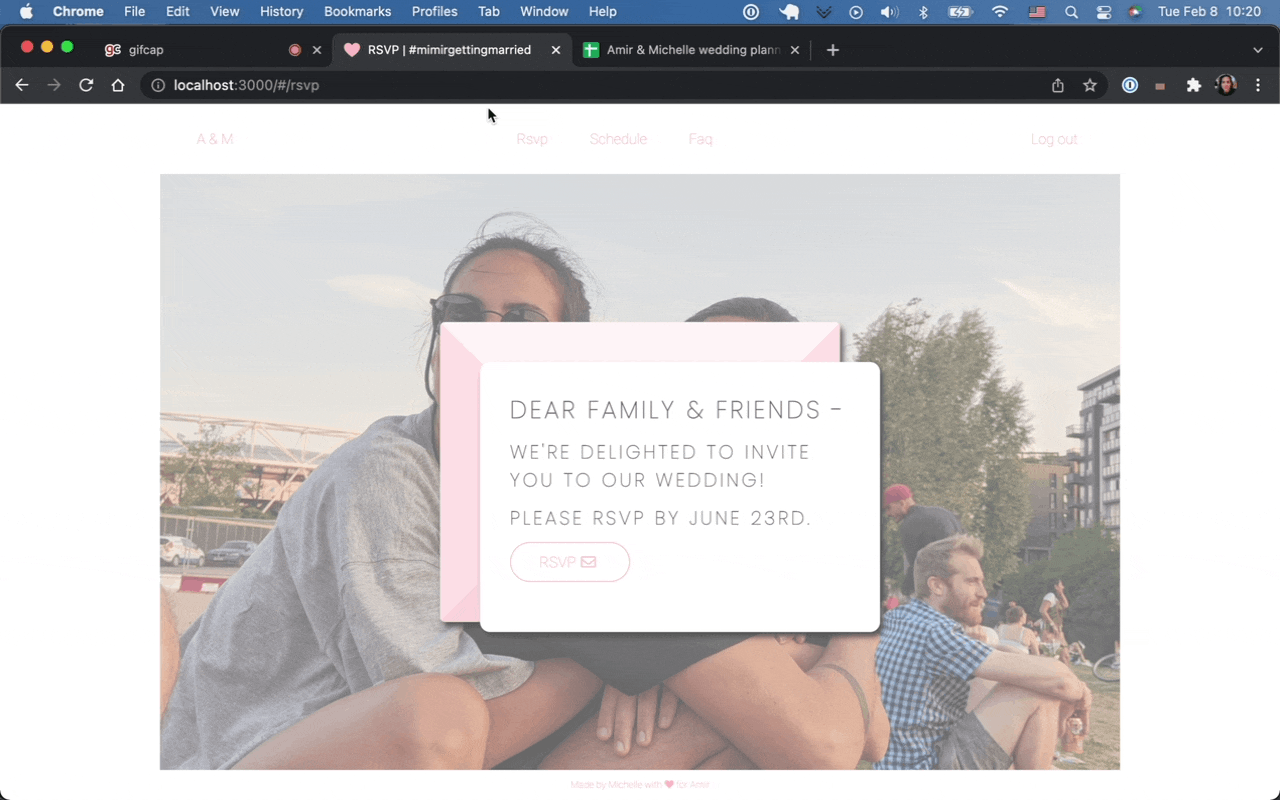 Chrome File Edit View History Bookmarks Profiles Tab Window Help Tue Feb 8 10:20
gc gifcap RSVP | #mimirgettingmarried Amir & Michelle wedding plann
localhost:3000/#/rsvp
A & M Rsvp Schedule Faq Log out
DEAR FAMILY & FRIENDS -
WE'RE DELIGHTED TO INVITE
YOU TO OUR WEDDING!
PLEASE RSVP BY JUNE 23RD.
RSVP
Made by Michelle with ❤ for Amir